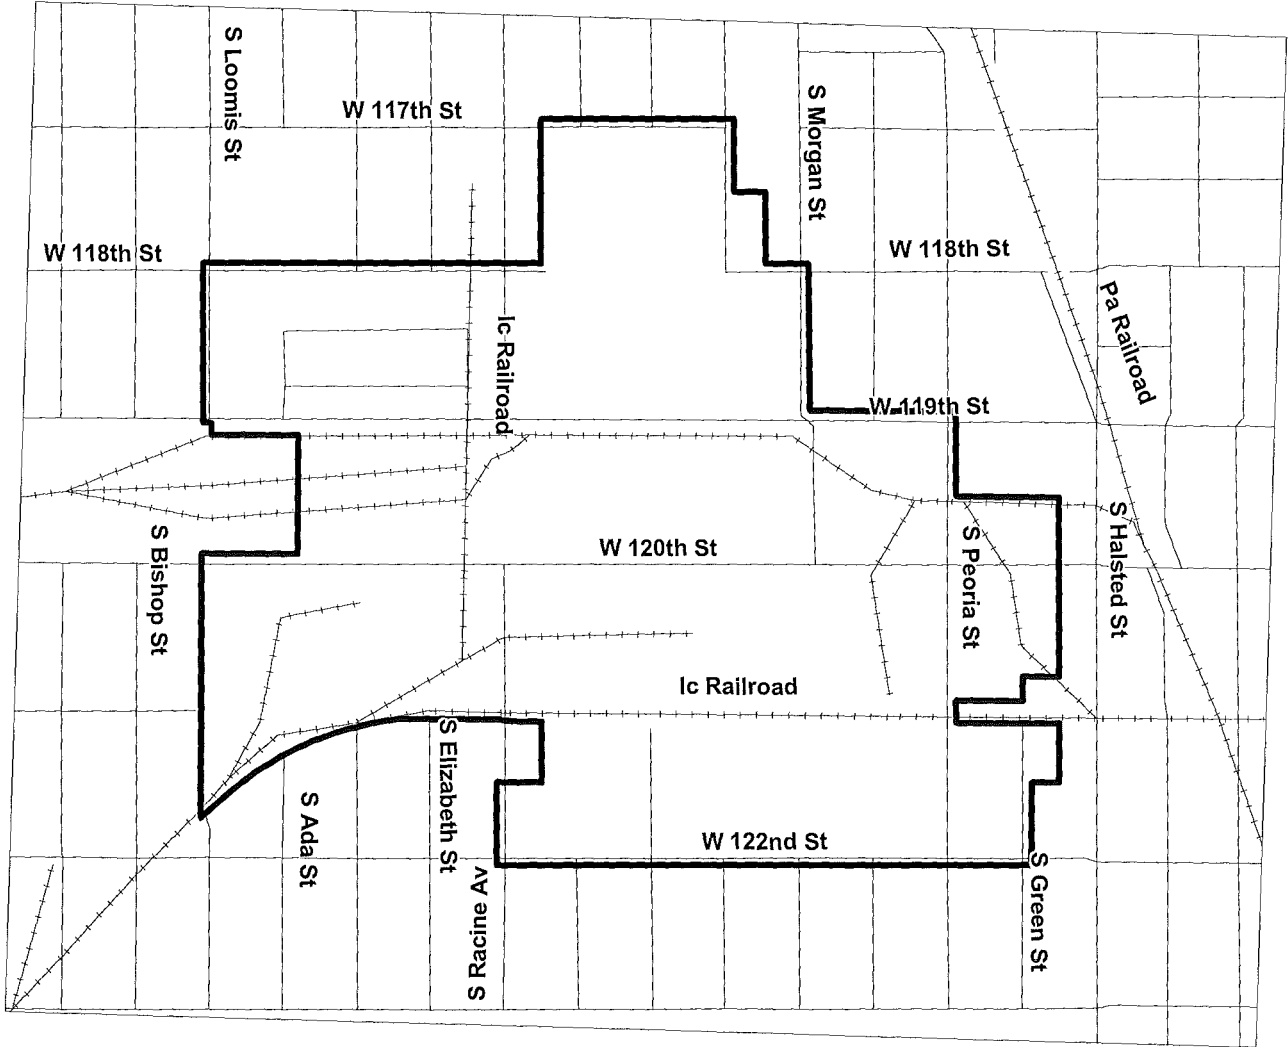 S Loomis St
W 117th St
S Morgan St
W 118th St
W 118th St
Pa Railroad
Ic Railroad
W 119th St
S Bishop St
W 120th St
S Peoria St
S Halsted St
Ic Railroad
S Elizabeth St
S Ada St
W 122nd St
S Racine Av
S Green St